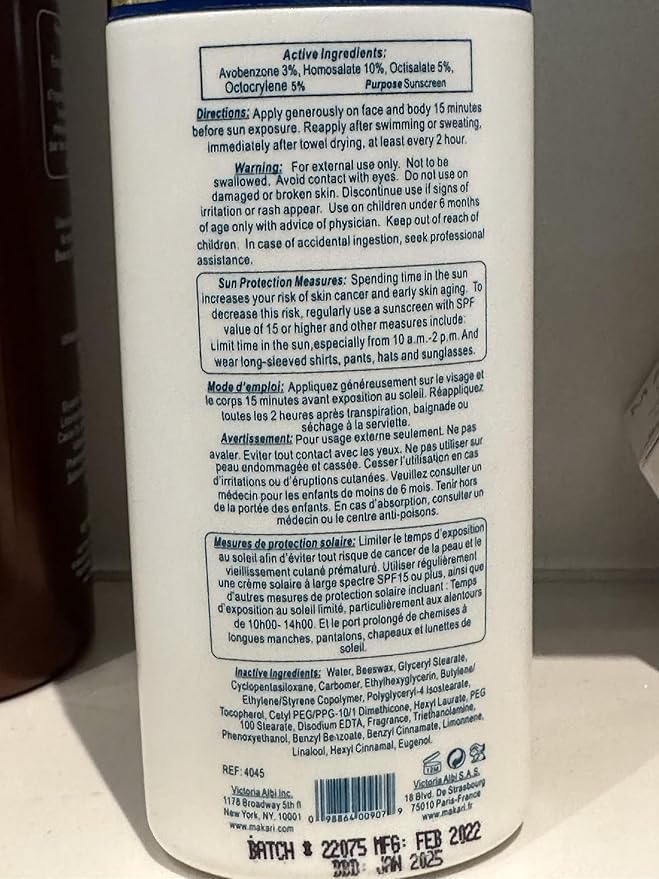 Active Ingredients:
Avobenzone 3%, Homosalate 10%, Octisalate 5%,
Octocrylene 5% Purpose Sunscreen
Directions: Apply generously on face and body 15 minutes
before sun exposure. Reapply after swimming or sweating,
immediately after towel drying, at least every 2 hour.
Warning: For external use only. Not to be
swallowed. Avoid contact with eyes. Do not use on
damaged or broken skin. Discontinue use if signs of
irritation or rash appear. Use on children under 6 months
of age only with advice of physician. Keep out of reach of
children. In case of accidental ingestion, seek professional
assistance.
Sun Protection Measures: Spending time in the sun
increases your risk of skin cancer and early skin aging. To
decrease this risk, regularly use a sunscreen with SPF
value of 15 or higher and other measures include:
Limit time in the sun,especially from 10 a.m.-2 p.m. And
wear long-sleeved shirts, pants, hats and sunglasses.
Mode d'emploi: Appliquez généreusement sur le visage et
le corps 15 minutes avant exposition au soleil. Réappliquez
toutes les 2 heures après transpiration, baignade ou
séchage à la serviette.
Avertissement: Pour usage externe seulement. Ne pas
avaler. Eviter tout contact avec les yeux. Ne pas utiliser sur
peau endommagée et cassée. Cesser l'utilisation en cas
d'irritations ou d'éruptions cutanées. Veuillez consulter un
médecin pour les enfants de moins de 6 mois. Tenir hors
de la portée des enfants. En cas d'absorption, consulter un
médecin ou le centre anti-poisons.
Mesures de protection solaire: Limiter le temps d'exposition
au soleil afin d'éviter tout risque de cancer de la peau et le
vieillissement cutané prématuré. Utiliser régulièrement
une crème solaire à large spectre SPF15 ou plus, ainsi que
d'autres mesures de protection solaire incluant : Temps
d'exposition au soleil limité, particulièrement aux alentours
de 10h00- 14h00. Et le port prolongé de chemises à
longues manches, pantalons, chapeaux et lunettes de
soleil.
Inactive Ingredients: Water, Beeswax, Glyceryl Stearate,
Cyclopentasiloxane, Carbomer, Ethylhexyglycerin, Butylene/
Ethylene/Styrene Copolymer, Polyglyceryl-4 Isostearate,
Tocopherol, Cetyl PEG/PPG-10/1 Dimethicone, Hexyl Laurate, PEG
100 Stearate, Disodium EDTA, Fragrance, Triethanolamine,
Phenoxyethanol, Benzyl Benzoate, Benzyl Cinnamate, Limonnene,
Linalool, Hexyl Cinnamal, Eugenol.
REF: 4045
12M
Victoria Albi Inc.
1178 Broadway 5th fl
New York, NY, 10001
www.makari.com
0 98864 00907 9
Victoria Albi S.A.S.
18 Blvd. De Strasbourg
75010 Paris-France
www.makari.fr
BATCH # 22075 MFG: FEB 2022
BBD: JAN 2025